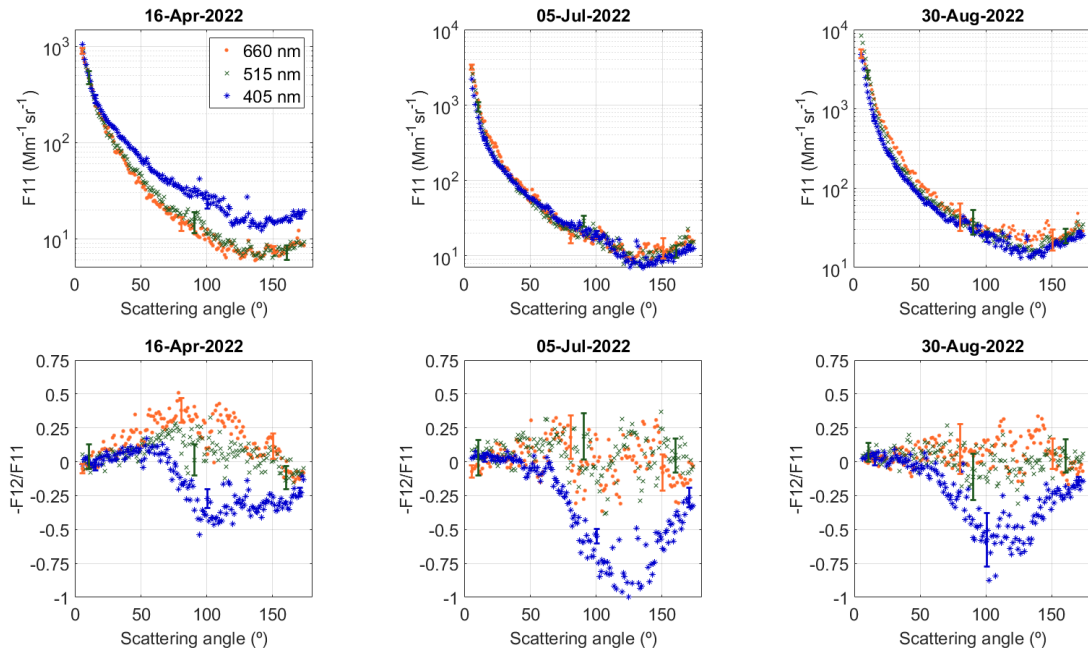 16-Apr-2022
10³
10²
10¹
F11 (Mm⁻¹sr⁻¹)
660 nm
515 nm
405 nm
0 50 100 150
Scattering angle (º)
05-Jul-2022
10⁴
10³
10²
10¹
F11 (Mm⁻¹sr⁻¹)
0 50 100 150
Scattering angle (º)
30-Aug-2022
10⁴
10³
10²
10¹
F11 (Mm⁻¹sr⁻¹)
0 50 100 150
Scattering angle (º)
16-Apr-2022
0.75
0.5
0.25
0
-0.25
-0.5
-0.75
-1
-F12/F11
0 50 100 150
Scattering angle (º)
05-Jul-2022
0.75
0.5
0.25
0
-0.25
-0.5
-0.75
-1
-F12/F11
0 50 100 150
Scattering angle (º)
30-Aug-2022
0.75
0.5
0.25
0
-0.25
-0.5
-0.75
-1
-F12/F11
0 50 100 150
Scattering angle (º)